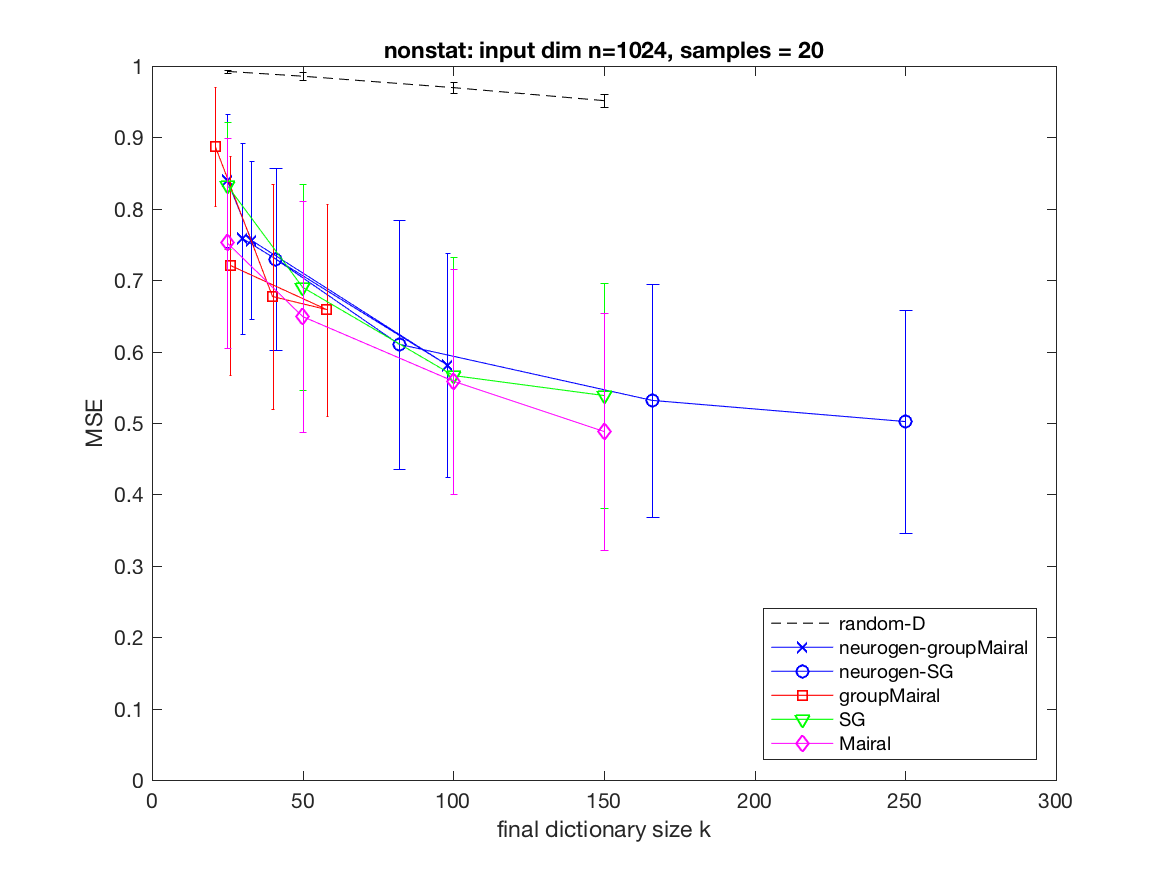 nonstat: input dim n=1024, samples = 20
1
0.9
0.8
0.7
0.6
0.5
0.4
0.3
0.2
0.1
0
MSE
0 50 100 150 200 250 300
final dictionary size k
random-D
neurogen-groupMairal
neurogen-SG
groupMairal
SG
Mairal